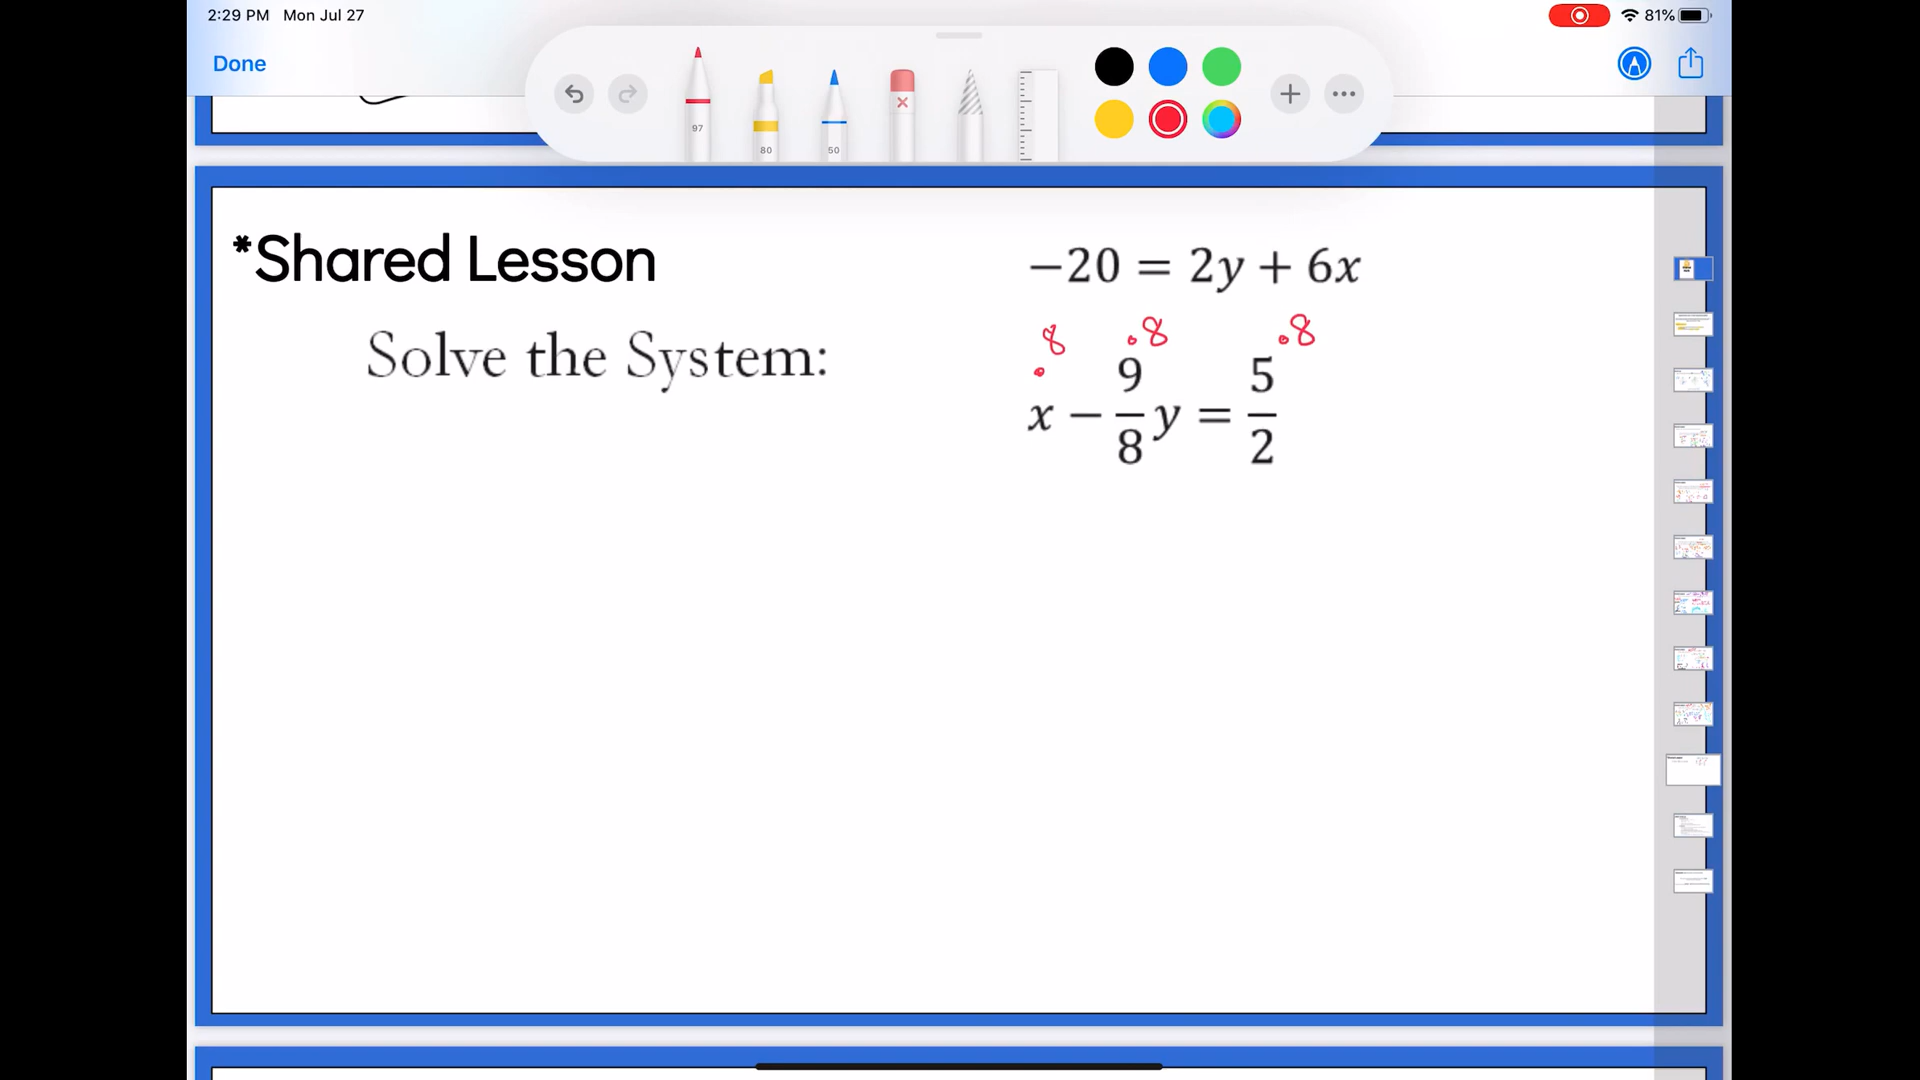 2:29 PM Mon Jul 27
81%
Done
97
80
50
*Shared Lesson
−20 = 2y + 6x
Solve the System:
.8 .8 .8
x − 9/8 y = 5/2